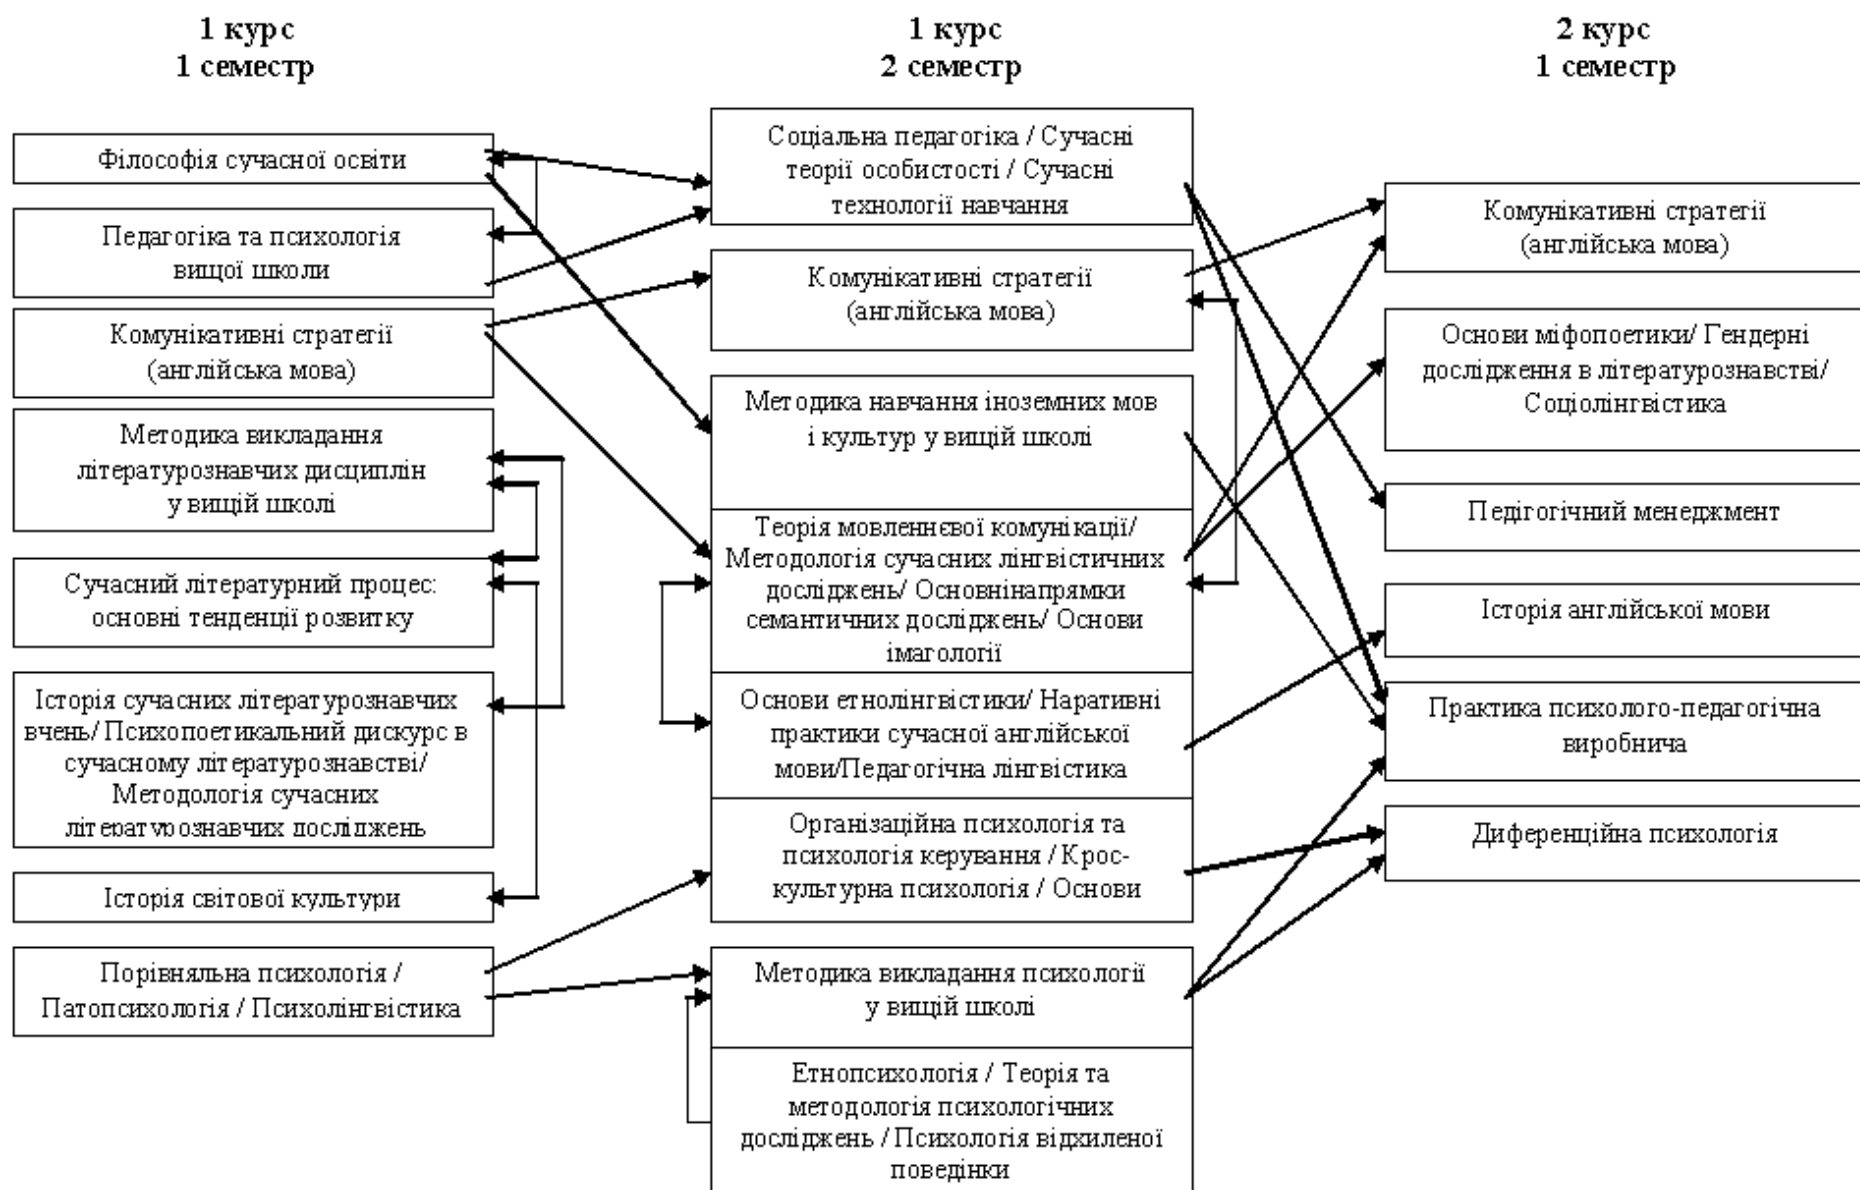 1 курс
1 семестр
1 курс
2 семестр
2 курс
1 семестр
Філософія сучасної освіти
Педагогіка та психологія
вищої школи
Комунікативні стратегії
(англійська мова)
Методика викладання
літературознавчих дисциплін
у вищій школі
Сучасний літературний процес:
основні тенденції розвитку
Історія сучасних літературознавчих
вчень/ Психопоетикальний дискурс в
сучасному літературознавстві/
Методологія сучасних
літературознавчих досліджень
Історія світової культури
Порівняльна психологія /
Патопсихологія / Психолінгвістика
Соціальна педагогіка / Сучасні
теорії особистості / Сучасні
технології навчання
Комунікативні стратегії
(англійська мова)
Методика навчання іноземних мов
і культур у вищій школі
Теорія мовленнєвої комунікації/
Методологія сучасних лінгвістичних
досліджень/ Основнінапрямки
семантичних досліджень/ Основи
імагології
Основи етнолінгвістики/ Наративні
практики сучасної англійської
мови/Педагогічна лінгвістика
Організаційна психологія та
психологія керування / Крос-
культурна психологія / Основи
Методика викладання психології
у вищій школі
Етнопсихологія / Теорія та
методологія психологічних
досліджень / Психологія відхиленої
поведінки
Комунікативні стратегії
(англійська мова)
Основи міфопоетики/ Гендерні
дослідження в літературознавстві/
Соціолінгвістика
Педігогічний менеджмент
Історія англійської мови
Практика психолого-педагогічна
виробнича
Диференційна психологія